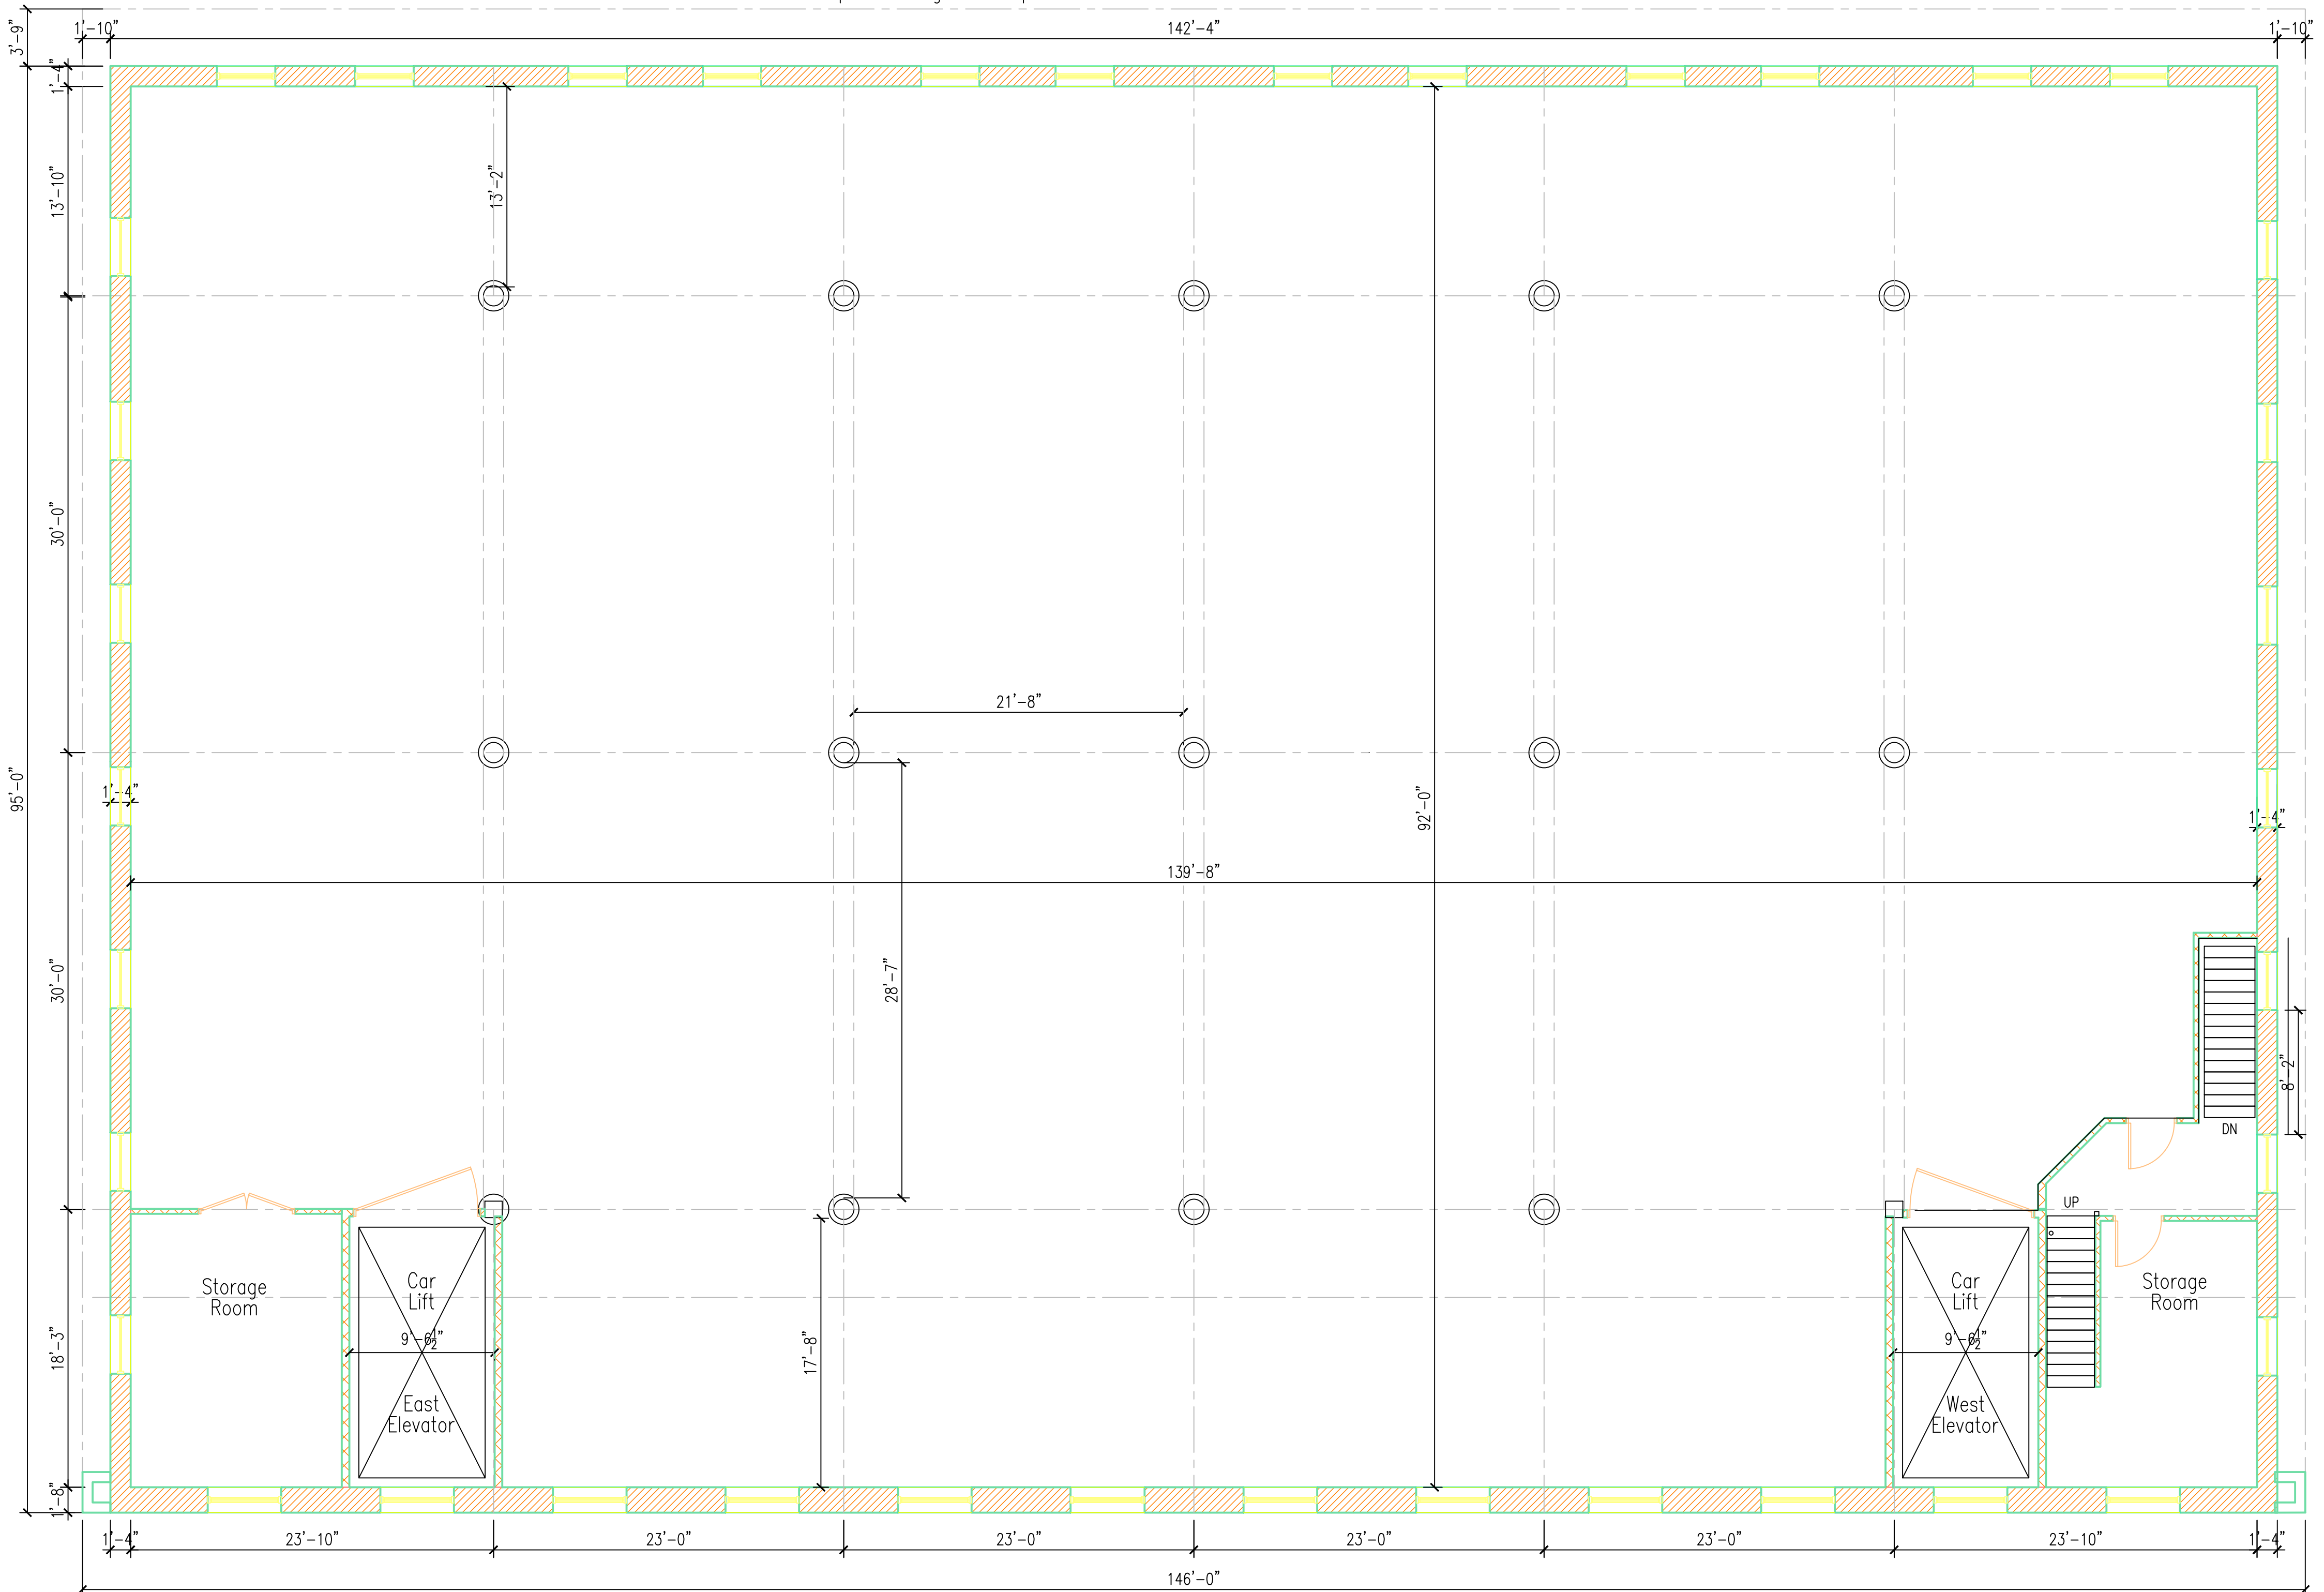 1'-10"
142'-4"
1'-10"
3'-9"
1'-4"
13'-10"
13'-2"
30'-0"
21'-8"
95'-0"
1'-4"
92'-0"
1'-4"
139'-8"
30'-0"
28'-7"
8'-2"
DN
UP
Storage
Room
Car
Lift
Car
Lift
Storage
Room
18'-3"
9'-6½"
17'-8"
9'-6½"
East
Elevator
West
Elevator
1'-8"
1'-4"
23'-10"
23'-0"
23'-0"
23'-0"
23'-0"
23'-10"
1'-4"
146'-0"